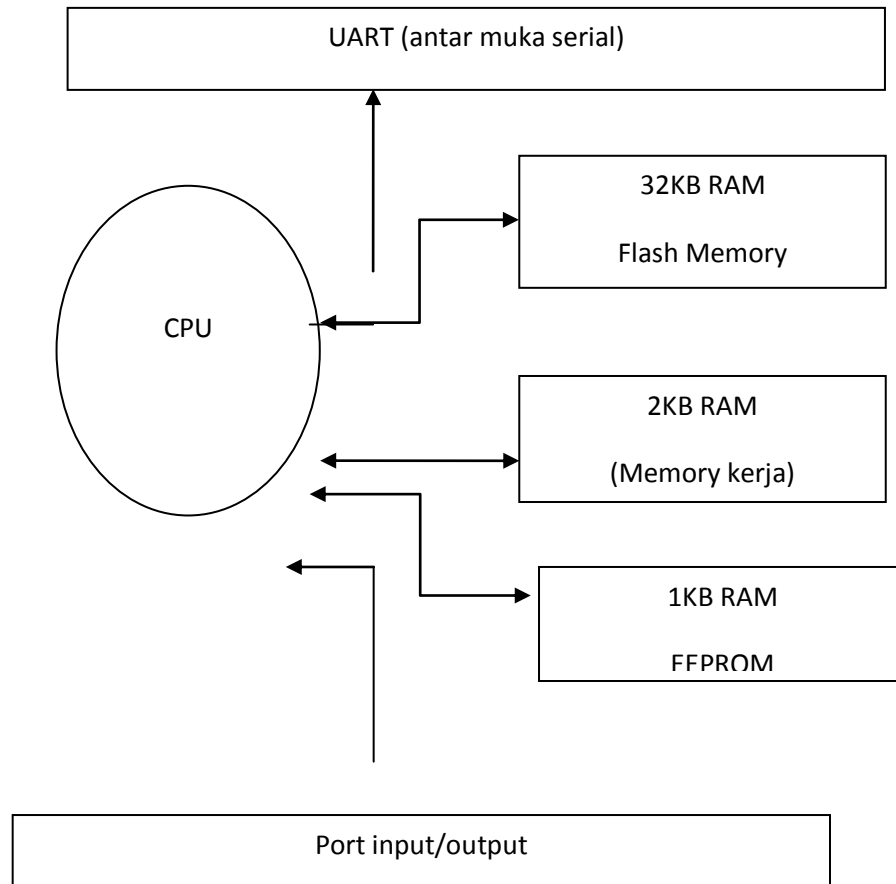 UART (antar muka serial)
32KB RAM
Flash Memory
CPU
2KB RAM
(Memory kerja)
1KB RAM
EEPROM
Port input/output